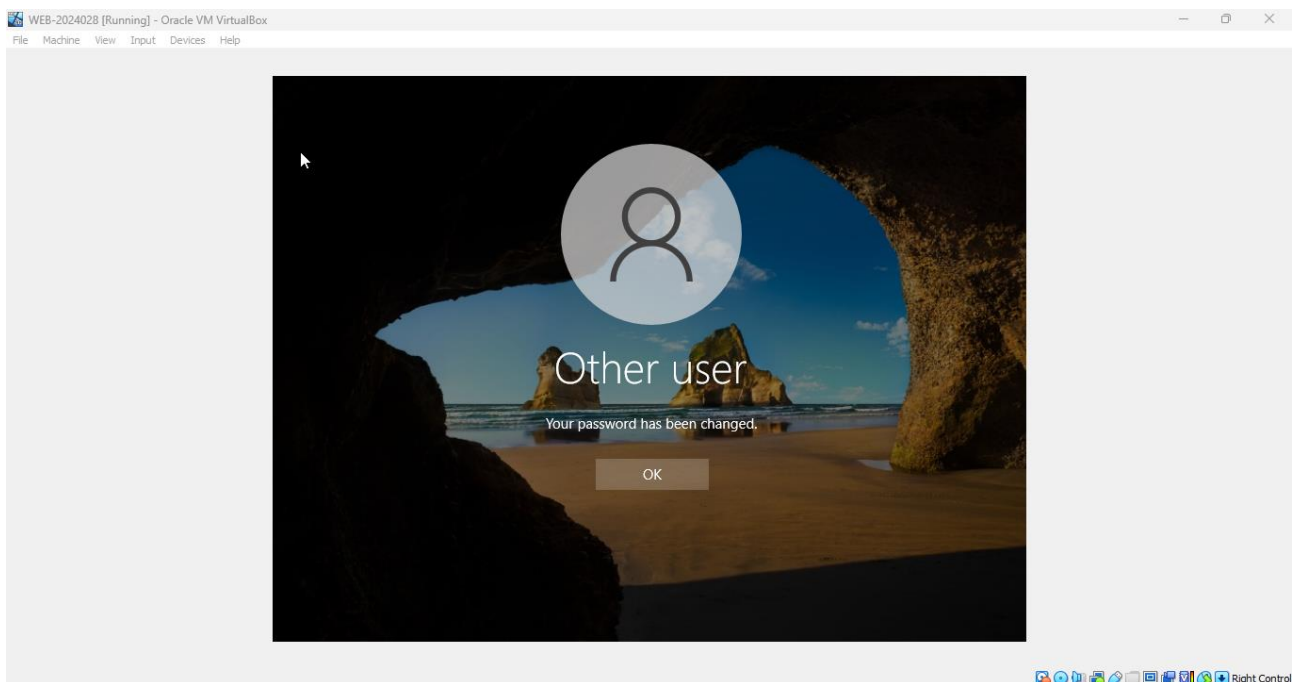 WEB-2024028 [Running] - Oracle VM VirtualBox
File Machine View Input Devices Help
Other user
Your password has been changed.
OK
Right Control